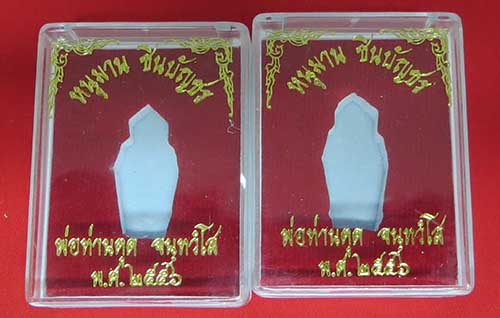 หนุมาน ชินบัญชร
พ่อท่านตุด จนฺทวํโส
พ.ศ. ๒๕๕๖
หนุมาน ชินบัญชร
พ่อท่านตุด จนฺทวํโส
พ.ศ. ๒๕๕๖